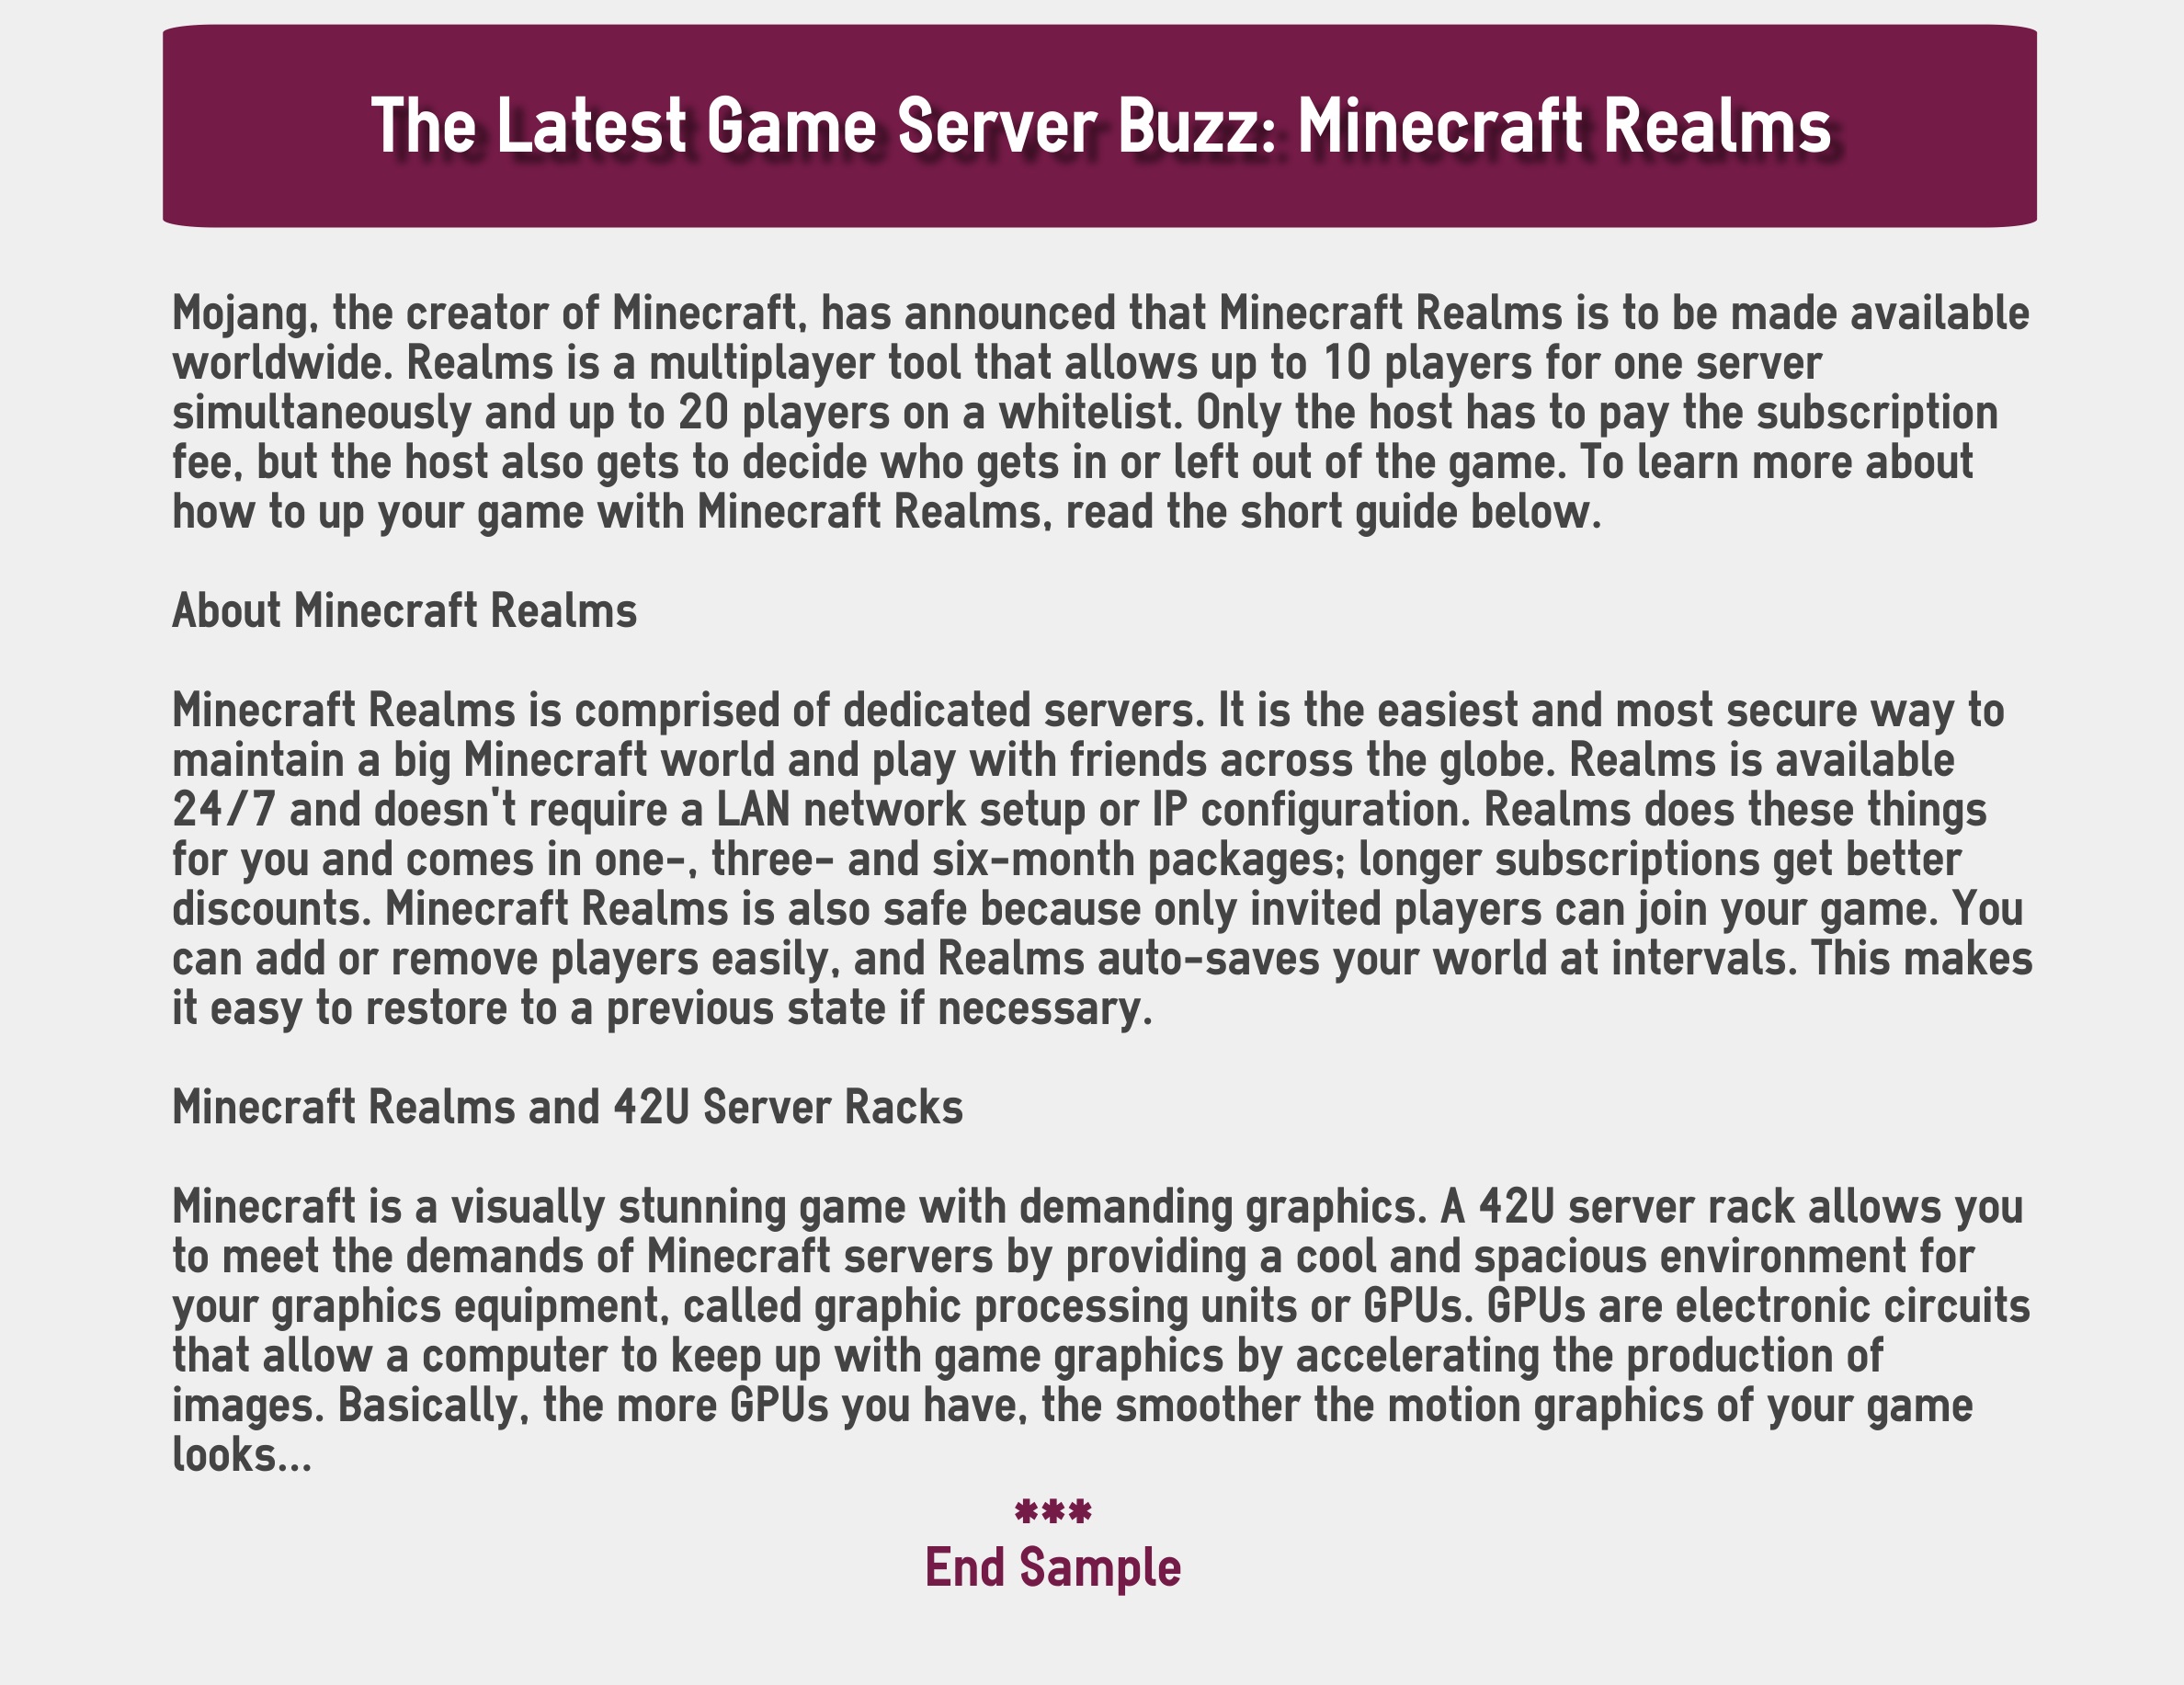 The Latest Game Server Buzz: Minecraft Realms
Mojang, the creator of Minecraft, has announced that Minecraft Realms is to be made available
worldwide. Realms is a multiplayer tool that allows up to 10 players for one server
simultaneously and up to 20 players on a whitelist. Only the host has to pay the subscription
fee, but the host also gets to decide who gets in or left out of the game. To learn more about
how to up your game with Minecraft Realms, read the short guide below.
About Minecraft Realms
Minecraft Realms is comprised of dedicated servers. It is the easiest and most secure way to
maintain a big Minecraft world and play with friends across the globe. Realms is available
24/7 and doesn't require a LAN network setup or IP configuration. Realms does these things
for you and comes in one-, three- and six-month packages; longer subscriptions get better
discounts. Minecraft Realms is also safe because only invited players can join your game. You
can add or remove players easily, and Realms auto-saves your world at intervals. This makes
it easy to restore to a previous state if necessary.
Minecraft Realms and 42U Server Racks
Minecraft is a visually stunning game with demanding graphics. A 42U server rack allows you
to meet the demands of Minecraft servers by providing a cool and spacious environment for
your graphics equipment, called graphic processing units or GPUs. GPUs are electronic circuits
that allow a computer to keep up with game graphics by accelerating the production of
images. Basically, the more GPUs you have, the smoother the motion graphics of your game
looks...
***
End Sample